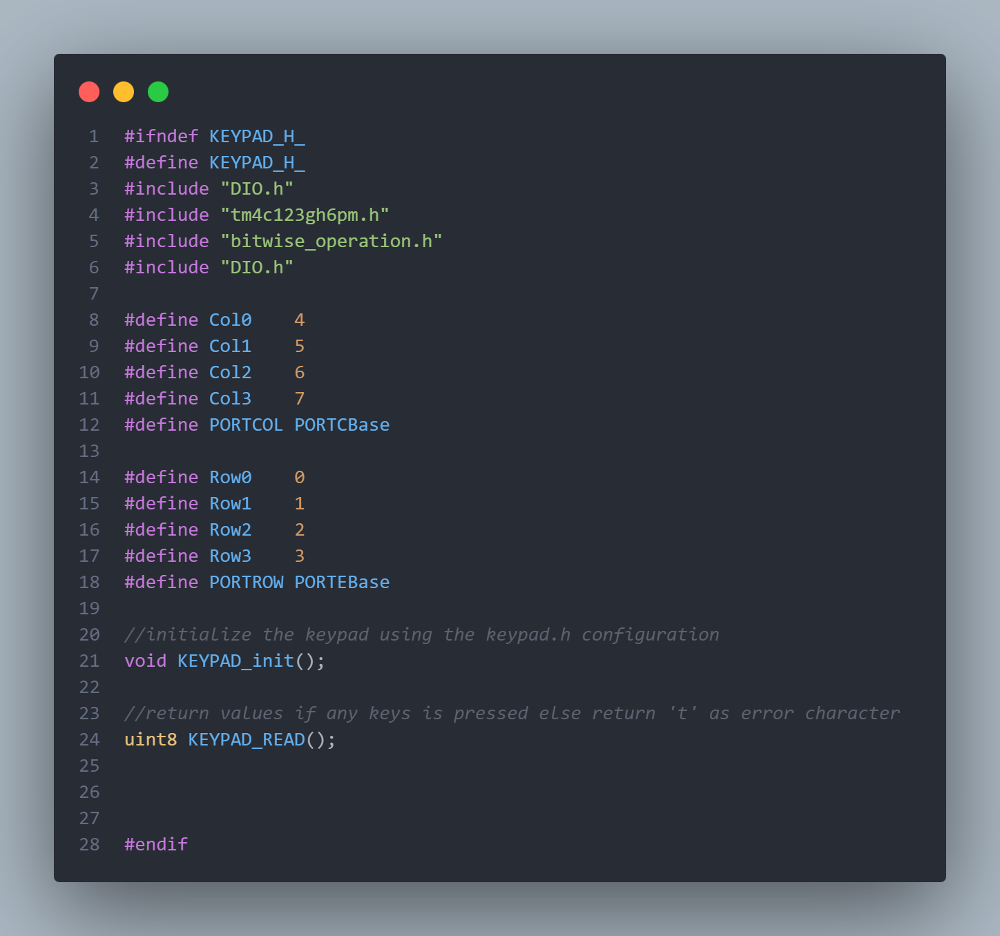 1 #ifndef KEYPAD_H_
2 #define KEYPAD_H_
3 #include "DIO.h"
4 #include "tm4c123gh6pm.h"
5 #include "bitwise_operation.h"
6 #include "DIO.h"
7
8 #define Col0    4
9 #define Col1    5
10 #define Col2    6
11 #define Col3    7
12 #define PORTCOL PORTCBase
13
14 #define Row0    0
15 #define Row1    1
16 #define Row2    2
17 #define Row3    3
18 #define PORTROW PORTEBase
19
20 //initialize the keypad using the keypad.h configuration
21 void KEYPAD_init();
22
23 //return values if any keys is pressed else return 't' as error character
24 uint8 KEYPAD_READ();
25
26
27
28 #endif